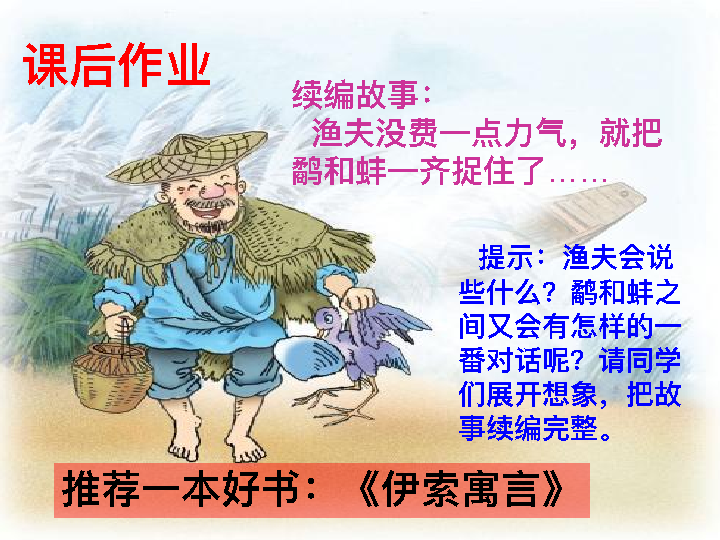 课后作业
续编故事：
渔夫没费一点力气，就把
鹬和蚌一齐捉住了……
提示：渔夫会说
些什么？鹬和蚌之
间又会有怎样的一
番对话呢？请同学
们展开想象，把故
事续编完整。
推荐一本好书：《伊索寓言》